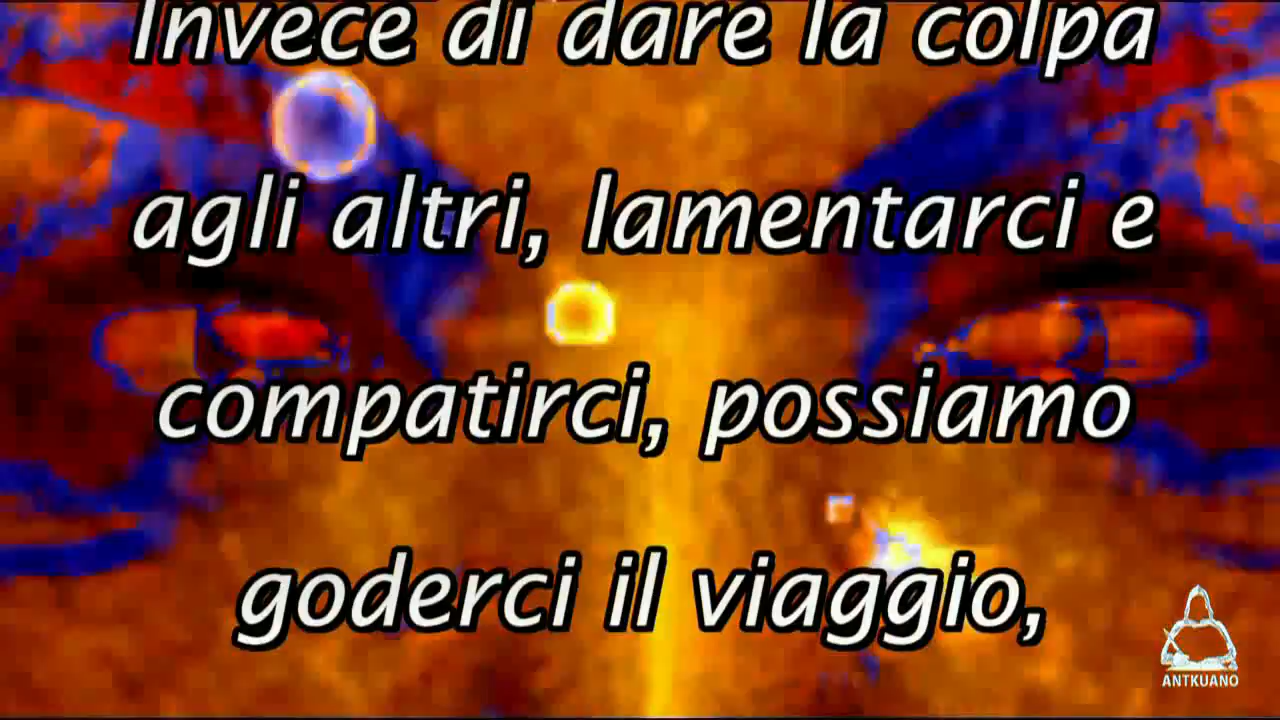 Invece di dare la colpa
agli altri, lamentarci e
compatirci, possiamo
goderci il viaggio,
ANTKUANO